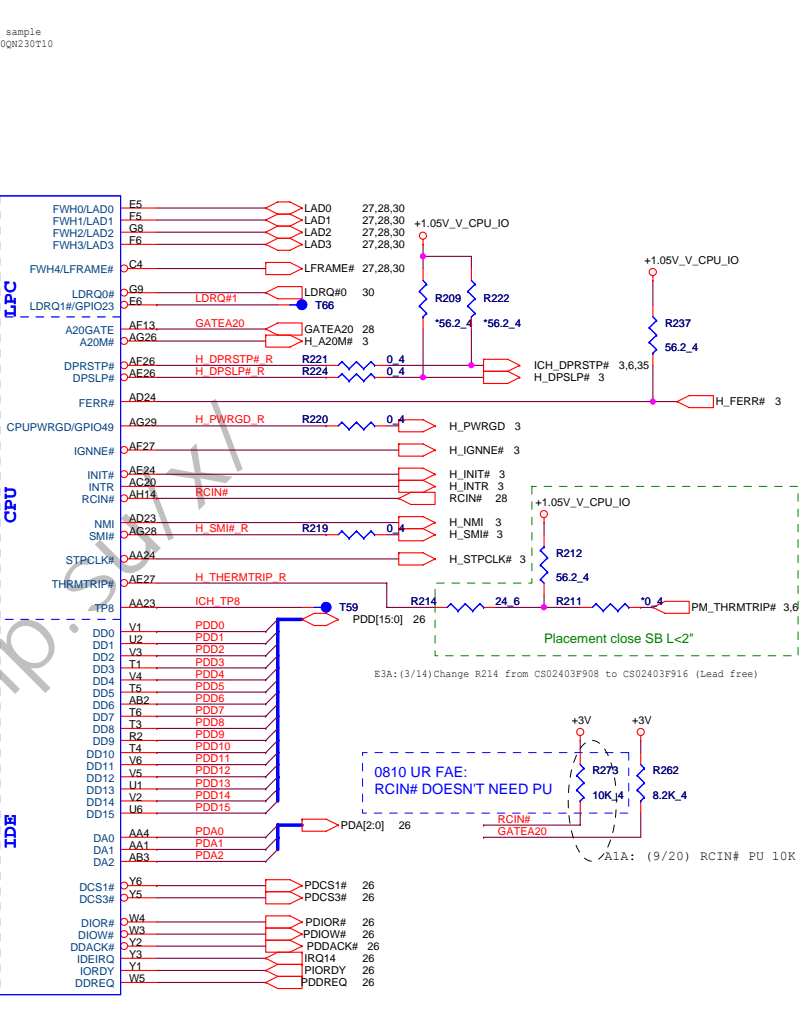 sample
0QN230T10
FWH0/LAD0 E5 LAD0 27,28,30
FWH1/LAD1 F5 LAD1 27,28,30
FWH2/LAD2 G8 LAD2 27,28,30
FWH3/LAD3 F6 LAD3 27,28,30
+1.05V_V_CPU_IO
FWH4/LFRAME# C4 LFRAME# 27,28,30
+1.05V_V_CPU_IO
LPC
LDRQ0# G9 LDRQ#0 30
LDRQ1#/GPIO23 E6 LDRQ#1 T66
R209 R222
*56.2_4 *56.2_4
R237
56.2_4
A20GATE AF13 GATEA20 GATEA20 28
A20M# AG26 H_A20M# 3
DPRSTP# AF26 H_DPRSTP#_R R221 0_4 ICH_DPRSTP# 3,6,35
DPSLP# AE26 H_DPSLP#_R R224 0_4 H_DPSLP# 3
FERR# AD24 H_FERR# 3
CPUPWRGD/GPIO49 AG29 H_PWRGD_R R220 0_4 H_PWRGD 3
IGNNE# AF27 H_IGNNE# 3
CPU
INIT# AE24 H_INIT# 3
INTR AC20 H_INTR 3
RCIN# AH14 RCIN# RCIN# 28
+1.05V_V_CPU_IO
NMI AD23 H_NMI 3
SMI# AG28 H_SMI#_R R219 0_4 H_SMI# 3
STPCLK# AA24 H_STPCLK# 3
R212
56.2_4
THRMTRIP# AE27 H_THERMTRIP_R
R214 24_6 R211 *0_4 PM_THRMTRIP# 3,6
TP8 AA23 ICH_TP8 T59
PDD[15:0] 26
Placement close SB L<2"
E3A:(3/14)Change R214 from CS02403F908 to CS02403F916 (Lead free)
DD0 V1 PDD0
DD1 U2 PDD1
DD2 V3 PDD2
DD3 T1 PDD3
DD4 V4 PDD4
DD5 T5 PDD5
DD6 AB2 PDD6
DD7 T6 PDD7
DD8 T3 PDD8
DD9 R2 PDD9
DD10 T4 PDD10
DD11 V6 PDD11
DD12 V5 PDD12
DD13 U1 PDD13
DD14 V2 PDD14
DD15 U6 PDD15
+3V +3V
0810 UR FAE:
RCIN# DOESN'T NEED PU
R273 R262
10K_4 8.2K_4
RCIN#
GATEA20
A1A: (9/20) RCIN# PU 10K
IDE
DA0 AA4 PDA0
DA1 AA1 PDA1
DA2 AB3 PDA2
PDA[2:0] 26
DCS1# Y6 PDCS1# 26
DCS3# Y5 PDCS3# 26
DIOR# W4 PDIOR# 26
DIOW# W3 PDIOW# 26
DDACK# Y2 PDDACK# 26
IDEIRQ Y3 IRQ14 26
IORDY Y1 PIORDY 26
DDREQ W5 PDDREQ 26
p.su/x/